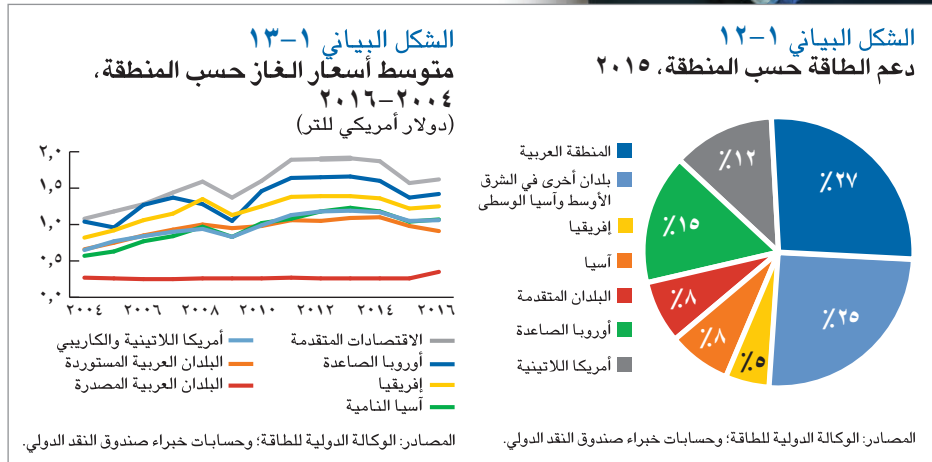 الشكل البياني ١-١٢
دعم الطاقة حسب المنطقة، ٢٠١٥
المنطقة العربية
بلدان أخرى في الشرق
الأوسط وآسيا الوسطى
إفريقيا
آسيا
البلدان المتقدمة
أوروبا الصاعدة
أمريكا اللاتينية
٪٢٧
٪٢٥
٪٥
٪٨
٪٨
٪١٥
٪١٢
المصادر: الوكالة الدولية للطاقة؛ وحسابات خبراء صندوق النقد الدولي.
الشكل البياني ١-١٣
متوسط أسعار الغاز حسب المنطقة،
٢٠٠٤-٢٠١٦
(دولار أمريكي للتر)
٢,٠
١,٥
١,٠
٠,٥
٠,٠
٢٠٠٤ ٢٠٠٦ ٢٠٠٨ ٢٠١٠ ٢٠١٢ ٢٠١٤ ٢٠١٦
الاقتصادات المتقدمة
أوروبا الصاعدة
إفريقيا
آسيا النامية
أمريكا اللاتينية والكاريبي
البلدان العربية المستوردة
البلدان العربية المصدرة
المصادر: الوكالة الدولية للطاقة؛ وحسابات خبراء صندوق النقد الدولي.